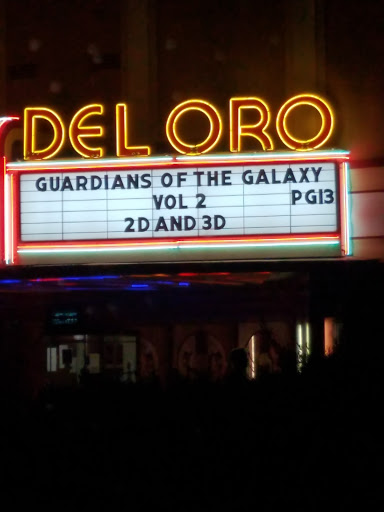 DEL ORO
GUARDIANS OF THE GALAXY
VOL 2 PG13
2D AND 3D